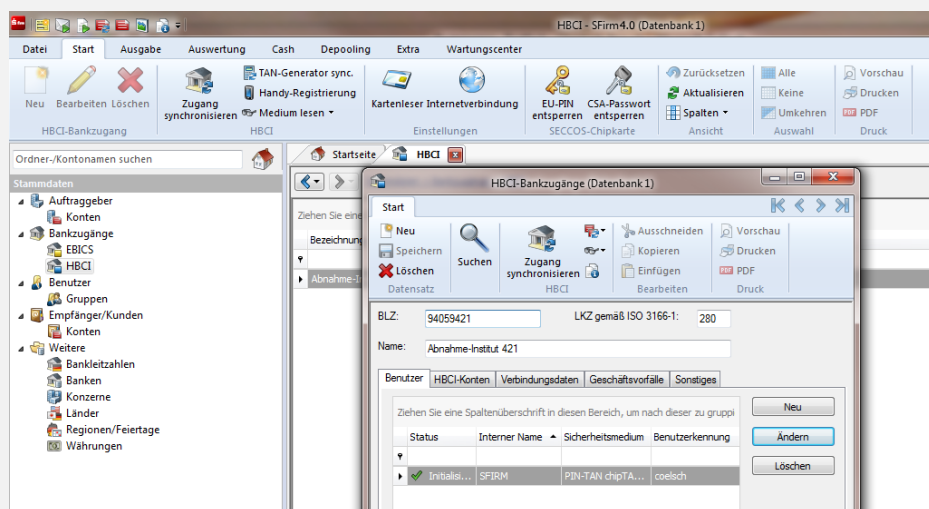 HBCI - SFirm4.0 (Datenbank 1)
Datei Start Ausgabe Auswertung Cash Depooling Extra Wartungscenter
Neu Bearbeiten Löschen
HBCI-Bankzugang
Zugang synchronisieren
TAN-Generator sync.
Handy-Registrierung
Medium lesen
HBCI
Kartenleser Internetverbindung
Einstellungen
EU-PIN entsperren
CSA-Passwort entsperren
SECCOS-Chipkarte
Zurücksetzen
Aktualisieren
Spalten
Ansicht
Alle
Keine
Umkehren
Auswahl
Vorschau
Drucken
PDF
Druck
Ordner-/Kontonamen suchen
Stammdaten
Auftraggeber
Konten
Bankzugänge
EBICS
HBCI
Benutzer
Gruppen
Empfänger/Kunden
Konten
Weitere
Bankleitzahlen
Banken
Konzerne
Länder
Regionen/Feiertage
Währungen
Startseite HBCI
Ziehen Sie eine
Bezeichnung
Abnahme-In
HBCI-Bankzugänge (Datenbank 1)
Start
Neu
Speichern
Löschen
Datensatz
Suchen
Zugang synchronisieren
HBCI
Ausschneiden
Kopieren
Einfügen
Bearbeiten
Vorschau
Drucken
PDF
Druck
BLZ: 94059421 LKZ gemäß ISO 3166-1: 280
Name: Abnahme-Institut 421
Benutzer HBCI-Konten Verbindungsdaten Geschäftsvorfälle Sonstiges
Ziehen Sie eine Spaltenüberschrift in diesen Bereich, um nach dieser zu gruppi
Status Interner Name Sicherheitsmedium Benutzerkennung
Initialisi... SFIRM PIN-TAN chipTA... coelsch
Neu
Ändern
Löschen